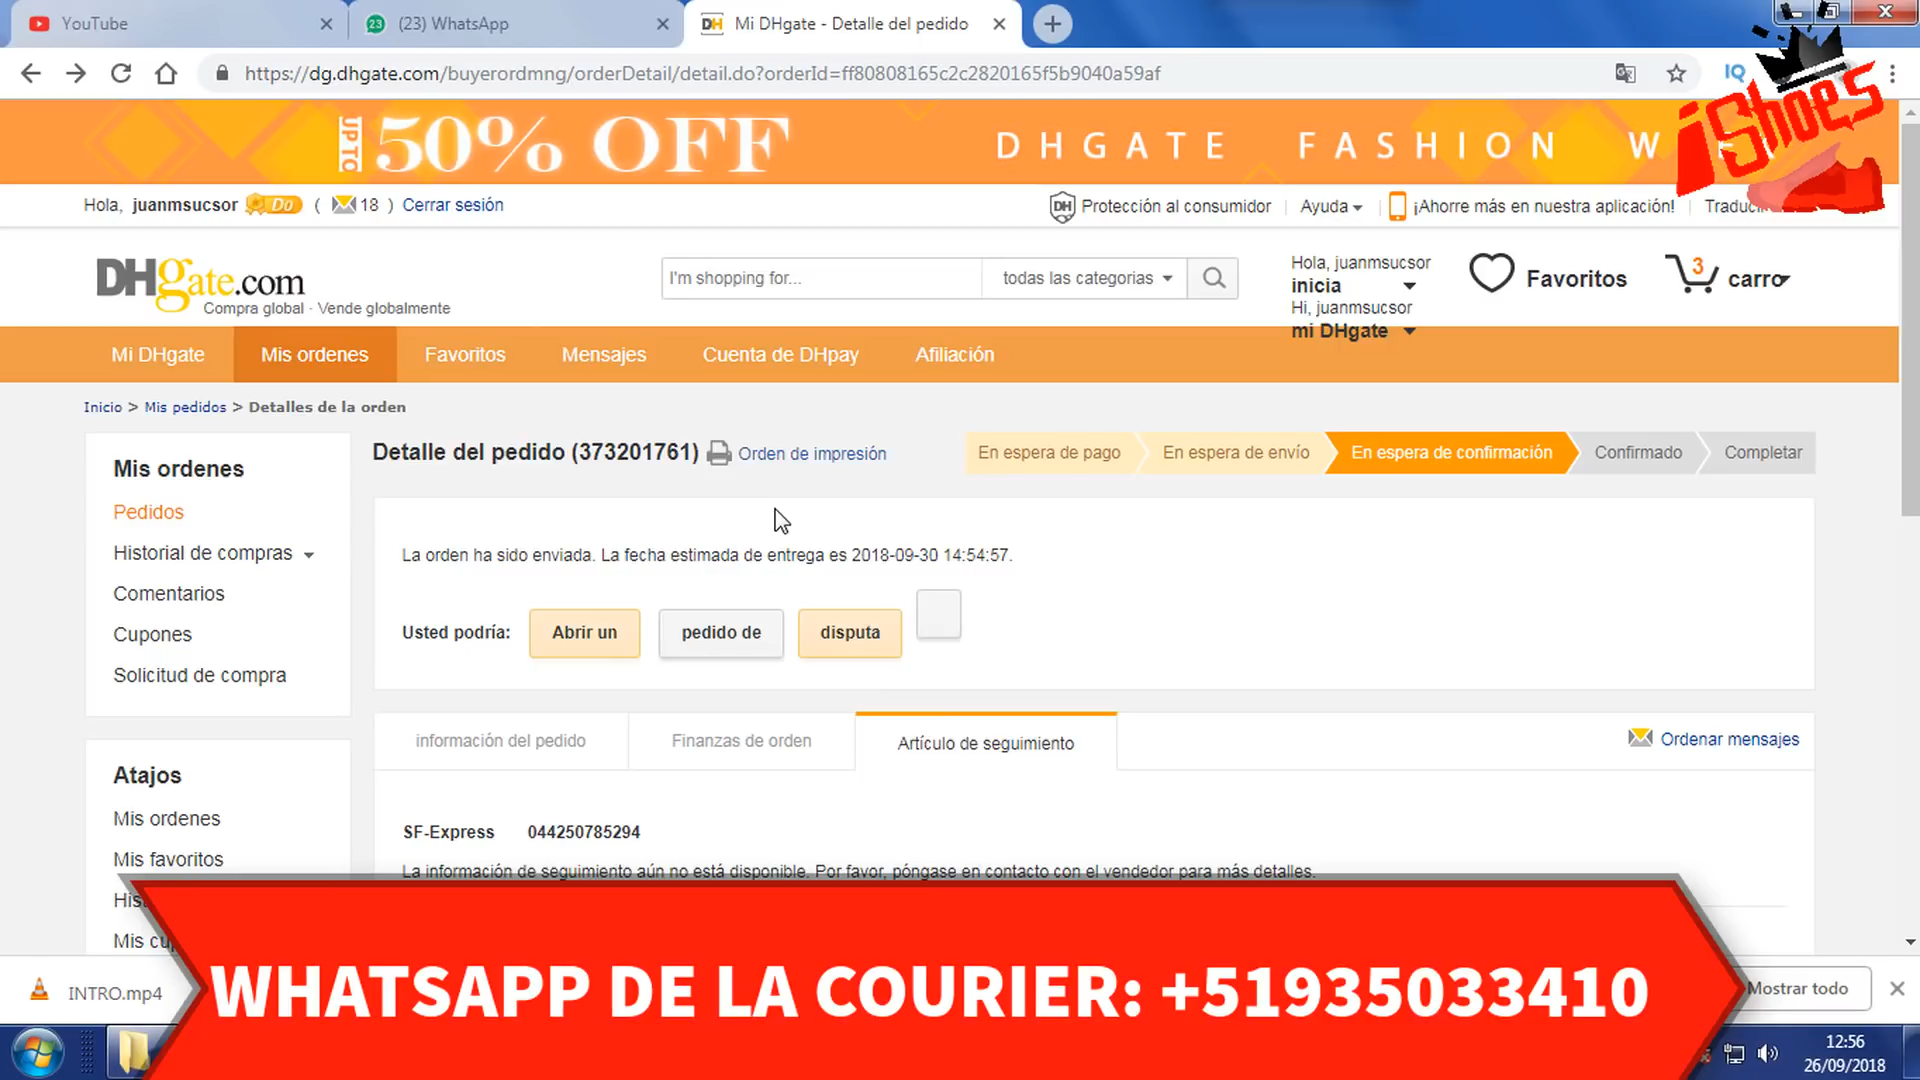 YouTube
(23) WhatsApp
Mi DHgate - Detalle del pedido
https://dg.dhgate.com/buyerordmng/orderDetail/detail.do?orderId=ff80808165c2c2820165f5b9040a59af
IQ
iShoes
UP TO 50% OFF
DHGATE FASHION W
Hola, juanmsucsor Do ( 18 ) Cerrar sesión
Protección al consumidor
Ayuda
¡Ahorre más en nuestra aplicación!
DHgate.com
Compra global · Vende globalmente
I'm shopping for...
todas las categorias
Hola, juanmsucsor
inicia
Hi, juanmsucsor
mi DHgate
Favoritos
3
carro
Mi DHgate
Mis ordenes
Favoritos
Mensajes
Cuenta de DHpay
Afiliación
Inicio > Mis pedidos > Detalles de la orden
Mis ordenes
Pedidos
Historial de compras
Comentarios
Cupones
Solicitud de compra
Atajos
Mis ordenes
Mis favoritos
Detalle del pedido (373201761)
Orden de impresión
En espera de pago
En espera de envío
En espera de confirmación
Confirmado
Completar
La orden ha sido enviada. La fecha estimada de entrega es 2018-09-30 14:54:57.
Usted podría:
Abrir un
pedido de
disputa
información del pedido
Finanzas de orden
Artículo de seguimiento
Ordenar mensajes
SF-Express 044250785294
La información de seguimiento aún no está disponible. Por favor, póngase en contacto con el vendedor para más detalles.
WHATSAPP DE LA COURIER: +51935033410
INTRO.mp4
Mostrar todo
12:56
26/09/2018